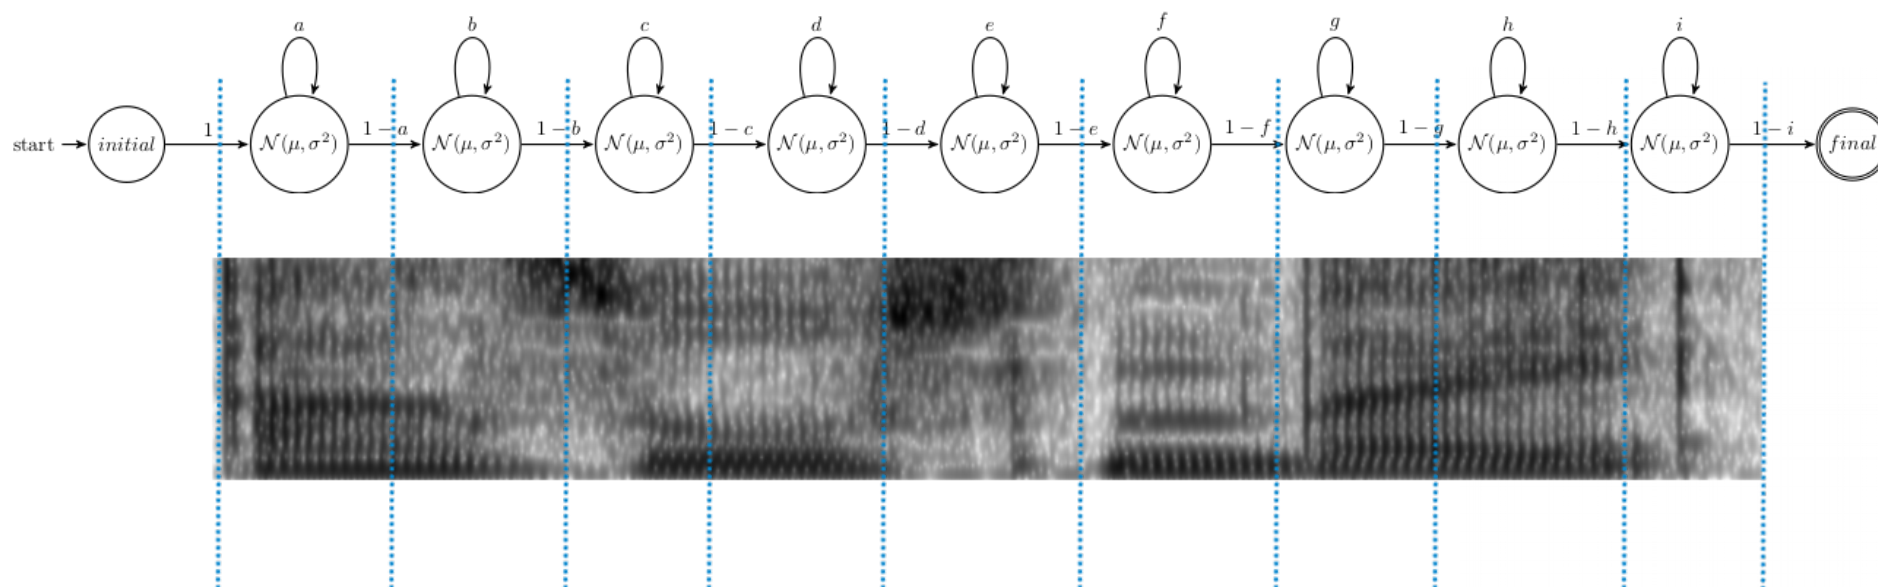 a b c d e f g h i
start initial 1 𝒩(μ, σ²) 1 − a 𝒩(μ, σ²) 1 − b 𝒩(μ, σ²) 1 − c 𝒩(μ, σ²) 1 − d 𝒩(μ, σ²) 1 − e 𝒩(μ, σ²) 1 − f 𝒩(μ, σ²) 1 − g 𝒩(μ, σ²) 1 − h 𝒩(μ, σ²) 1 − i final